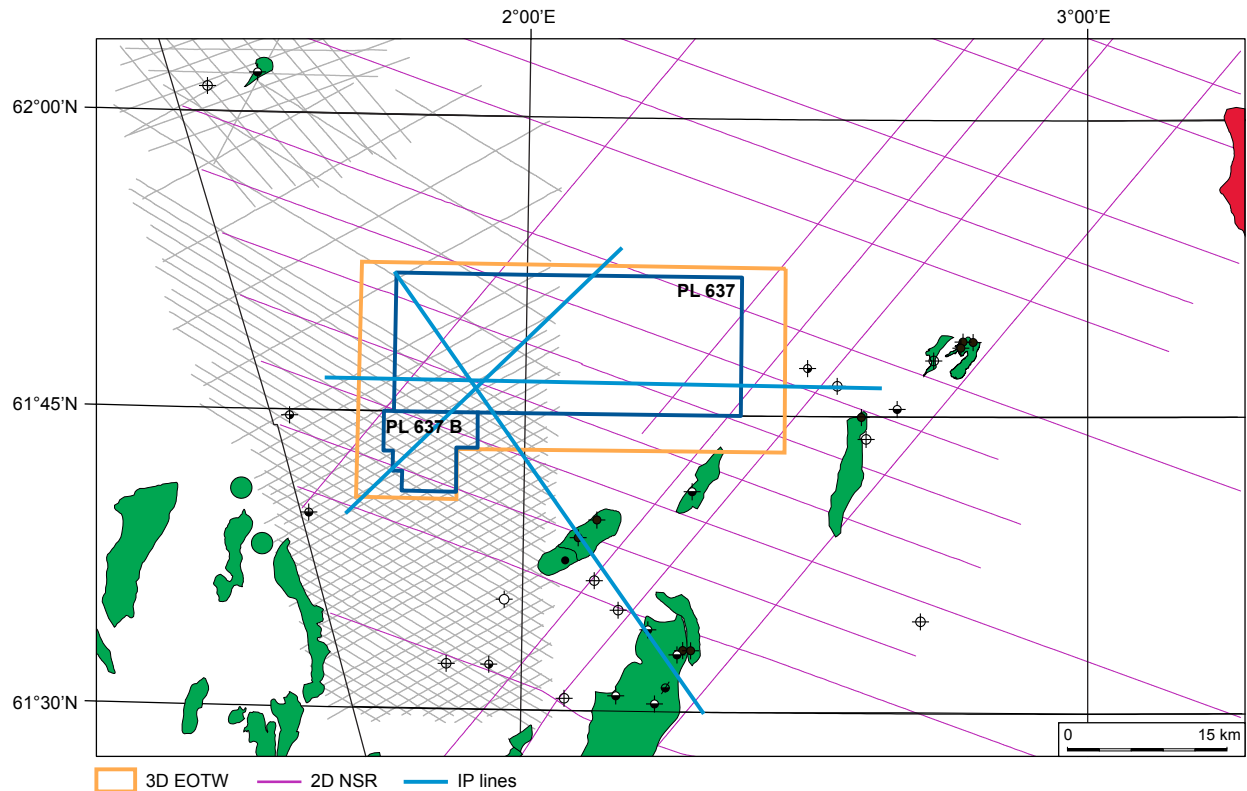 2°00'E 3°00'E
62°00'N
PL 637
61°45'N
PL 637 B
61°30'N
0 15 km
3D EOTW 2D NSR IP lines